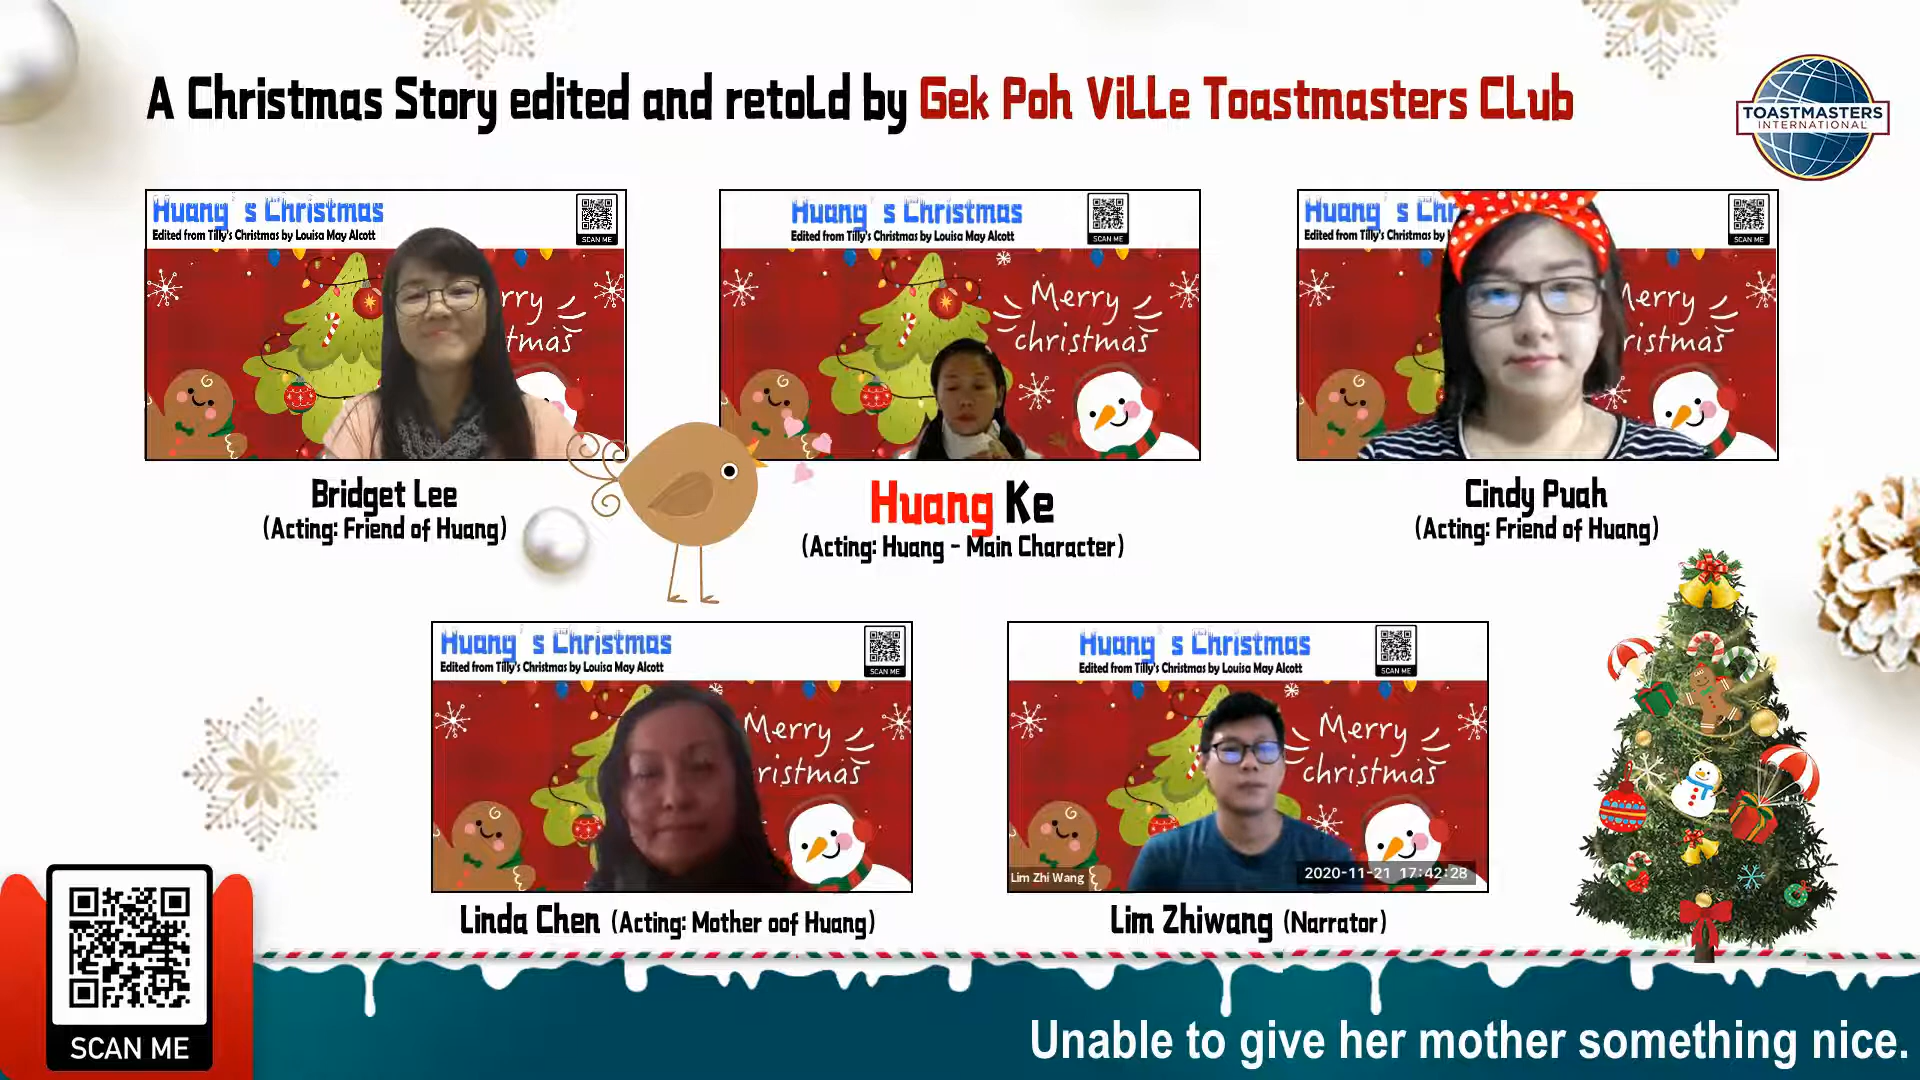 A Christmas Story edited and retold by Gek Poh Ville Toastmasters Club
TOASTMASTERS
INTERNATIONAL
Huang's Christmas
Edited from Tilly's Christmas by Louisa May Alcott
SCAN ME
rry
tmas
Huang's Christmas
Edited from Tilly's Christmas by Louisa May Alcott
SCAN ME
Merry
christmas
Huang's Chr
Edited from Tilly's Christmas by
SCAN ME
Merry
ristmas
Bridget Lee
(Acting: Friend of Huang)
Huang Ke
(Acting: Huang - Main Character)
Cindy Puah
(Acting: Friend of Huang)
Huang's Christmas
Edited from Tilly's Christmas by Louisa May Alcott
SCAN ME
Merry
ristmas
Huang's Christmas
Edited from Tilly's Christmas by Louisa May Alcott
SCAN ME
Merry
christmas
Lim Zhi Wang
2020-11-21 17:42:28
Linda Chen (Acting: Mother oof Huang)
Lim Zhiwang (Narrator)
SCAN ME
Unable to give her mother something nice.